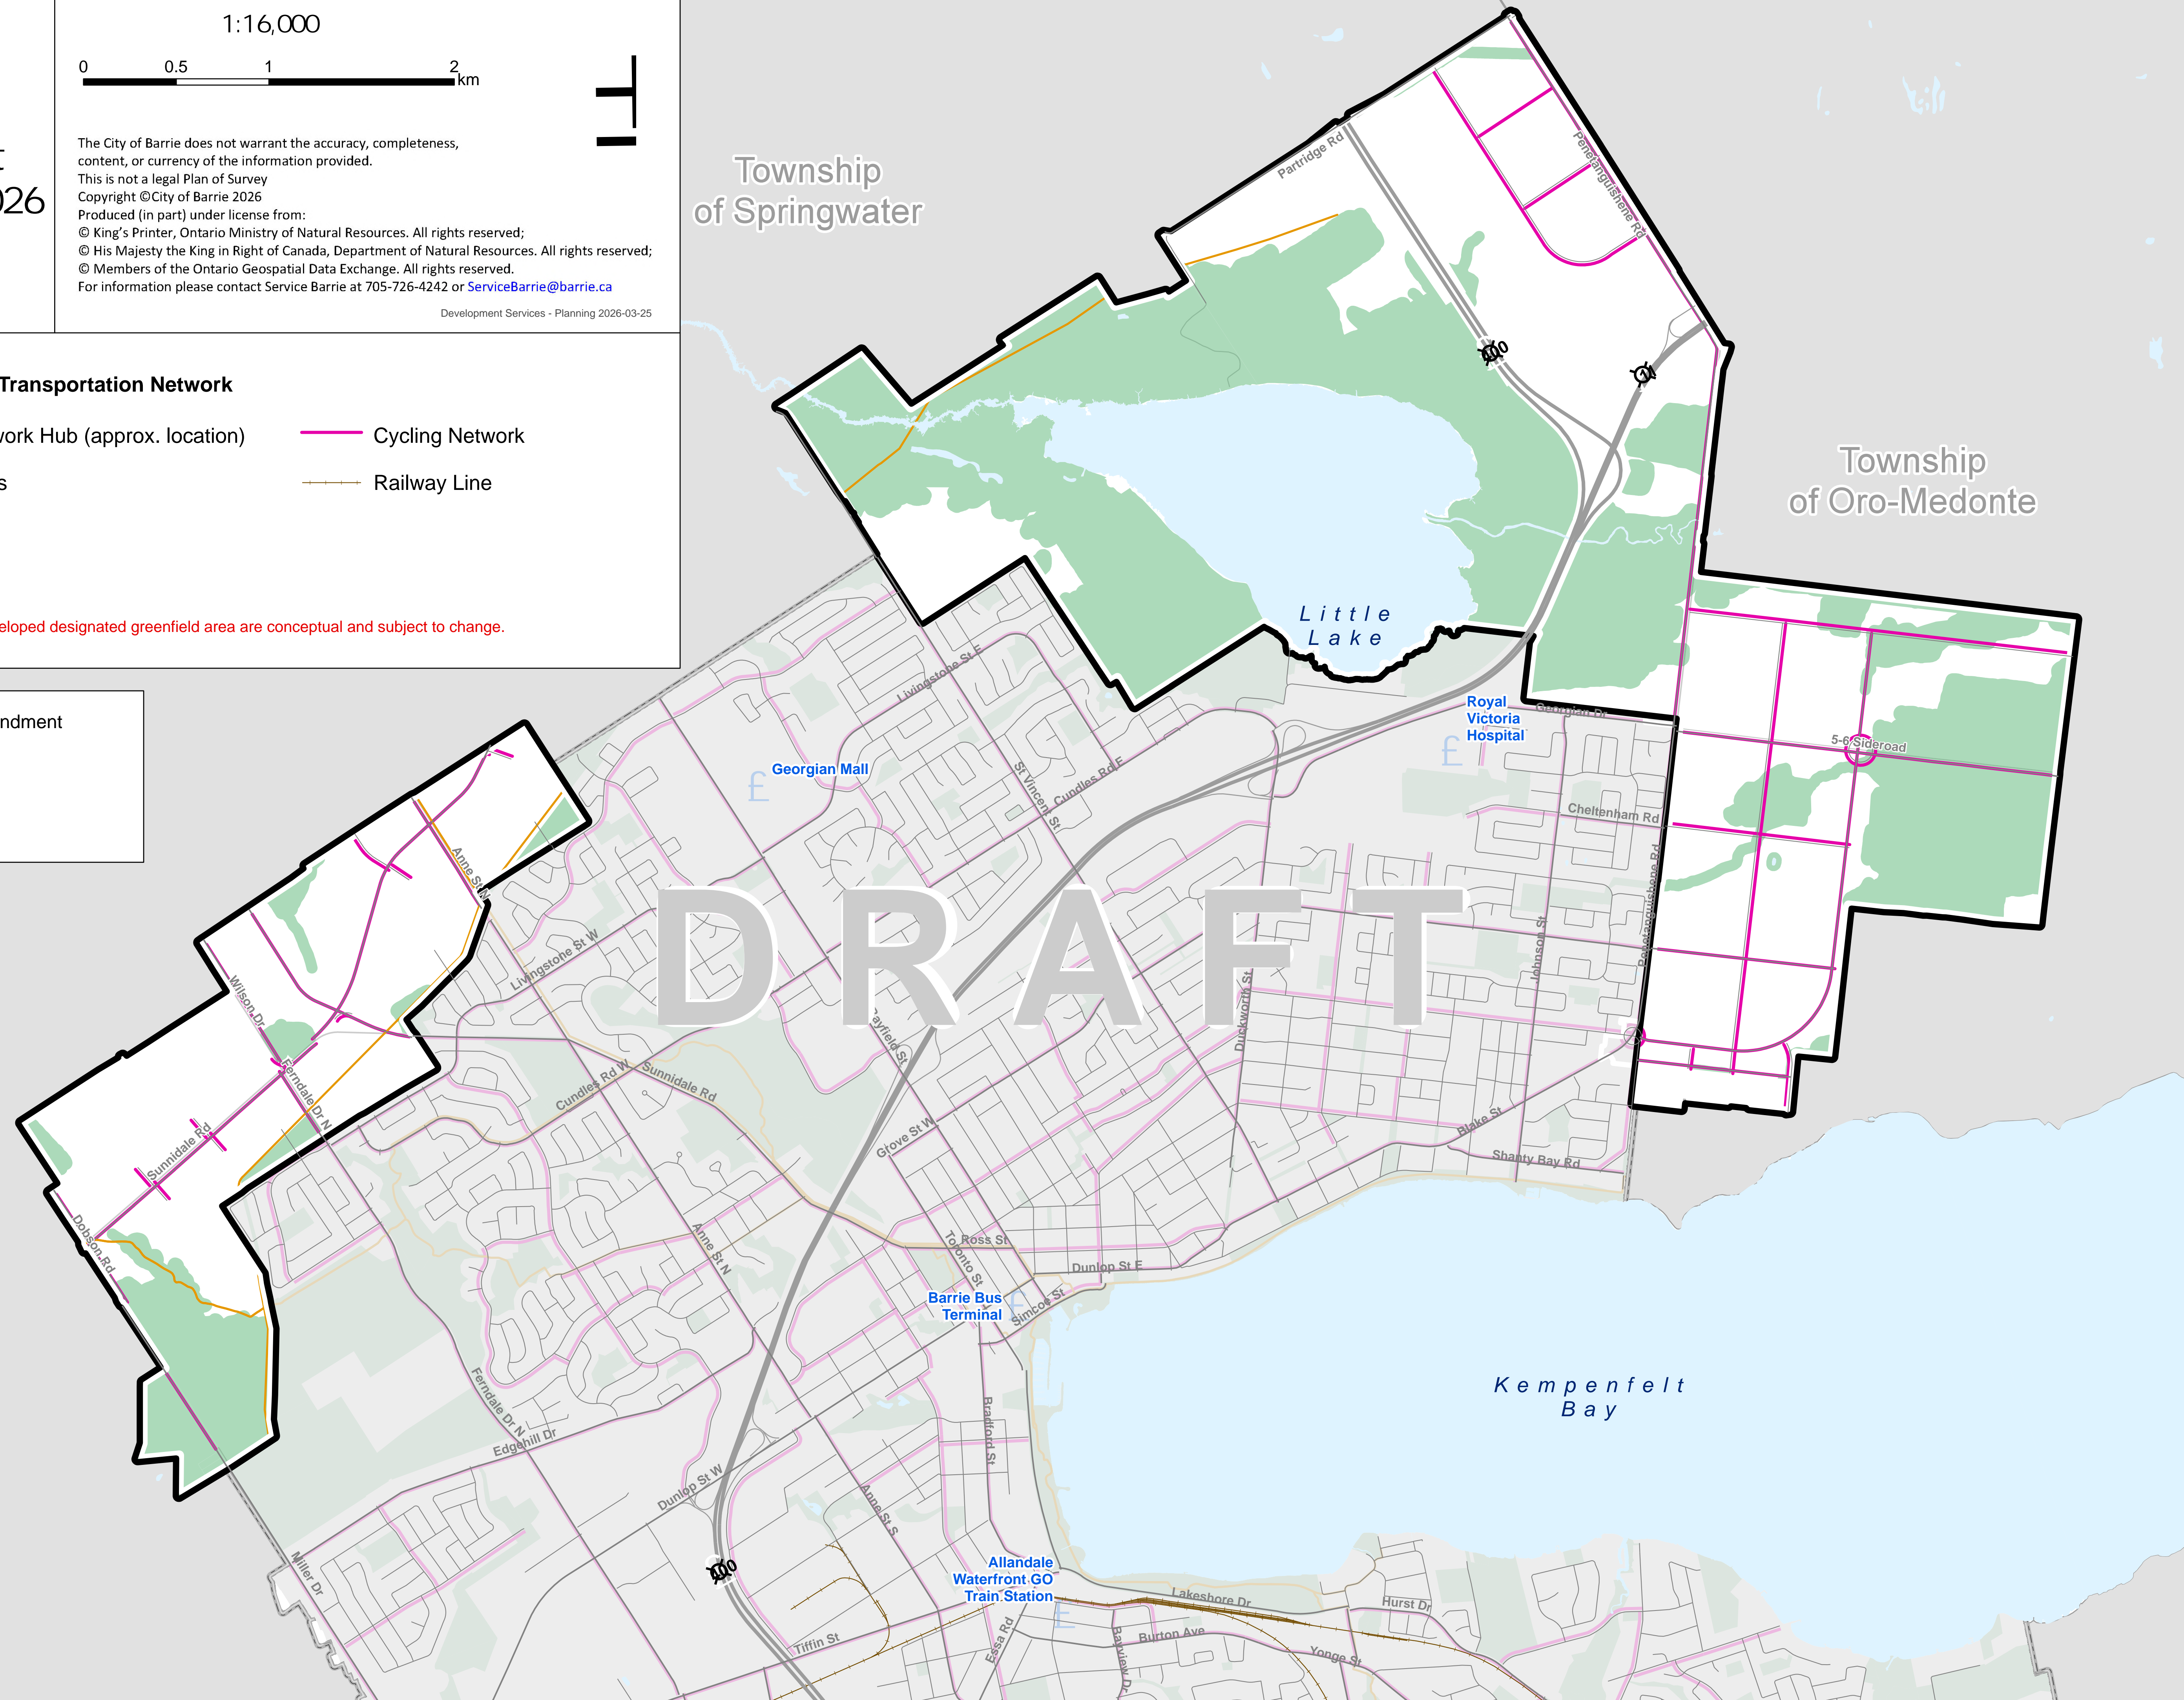 1:16,000
0 0.5 1 2
km
026
The City of Barrie does not warrant the accuracy, completeness,
content, or currency of the information provided.
This is not a legal Plan of Survey
Copyright ©City of Barrie 2026
Produced (in part) under license from:
© King's Printer, Ontario Ministry of Natural Resources. All rights reserved;
© His Majesty the King in Right of Canada, Department of Natural Resources. All rights reserved;
© Members of the Ontario Geospatial Data Exchange. All rights reserved.
For information please contact Service Barrie at 705-726-4242 or ServiceBarrie@barrie.ca
Development Services - Planning 2026-03-25
Transportation Network
Hub (approx. location)
Cycling Network
Railway Line
designated greenfield area are conceptual and subject to change.
Township
of Springwater
Partridge Rd
Penetanguishene Rd
400
11
Township
of Oro-Medonte
Little
Lake
Royal
Victoria
Hospital
Georgian Dr
5-6 Sideroad
Livingstone St E
Georgian Mall
St Vincent St
Cundles Rd E
Cheltenham Rd
Penetanguishene Rd
Anne St N
DRAFT
Livingstone St W
Wilson Dr
Bayfield St
Duckworth St
Johnson St
Ferndale Dr N
Cundles Rd W
Sunnidale Rd
Sunnidale Rd
Grove St W
Blake St
Shanty Bay Rd
Dobson Rd
Anne St N
Toronto St
Ross St
Dunlop St E
Barrie Bus
Terminal
Simcoe St
Kempenfelt
Bay
Ferndale Dr N
Edgehill Dr
Bradford St
Dunlop St W
Anne St S
Miller Dr
400
Allandale
Waterfront GO
Train Station
Lakeshore Dr
Hurst Dr
Tiffin St
Essa Rd
Bayview Dr
Burton Ave
Yonge St